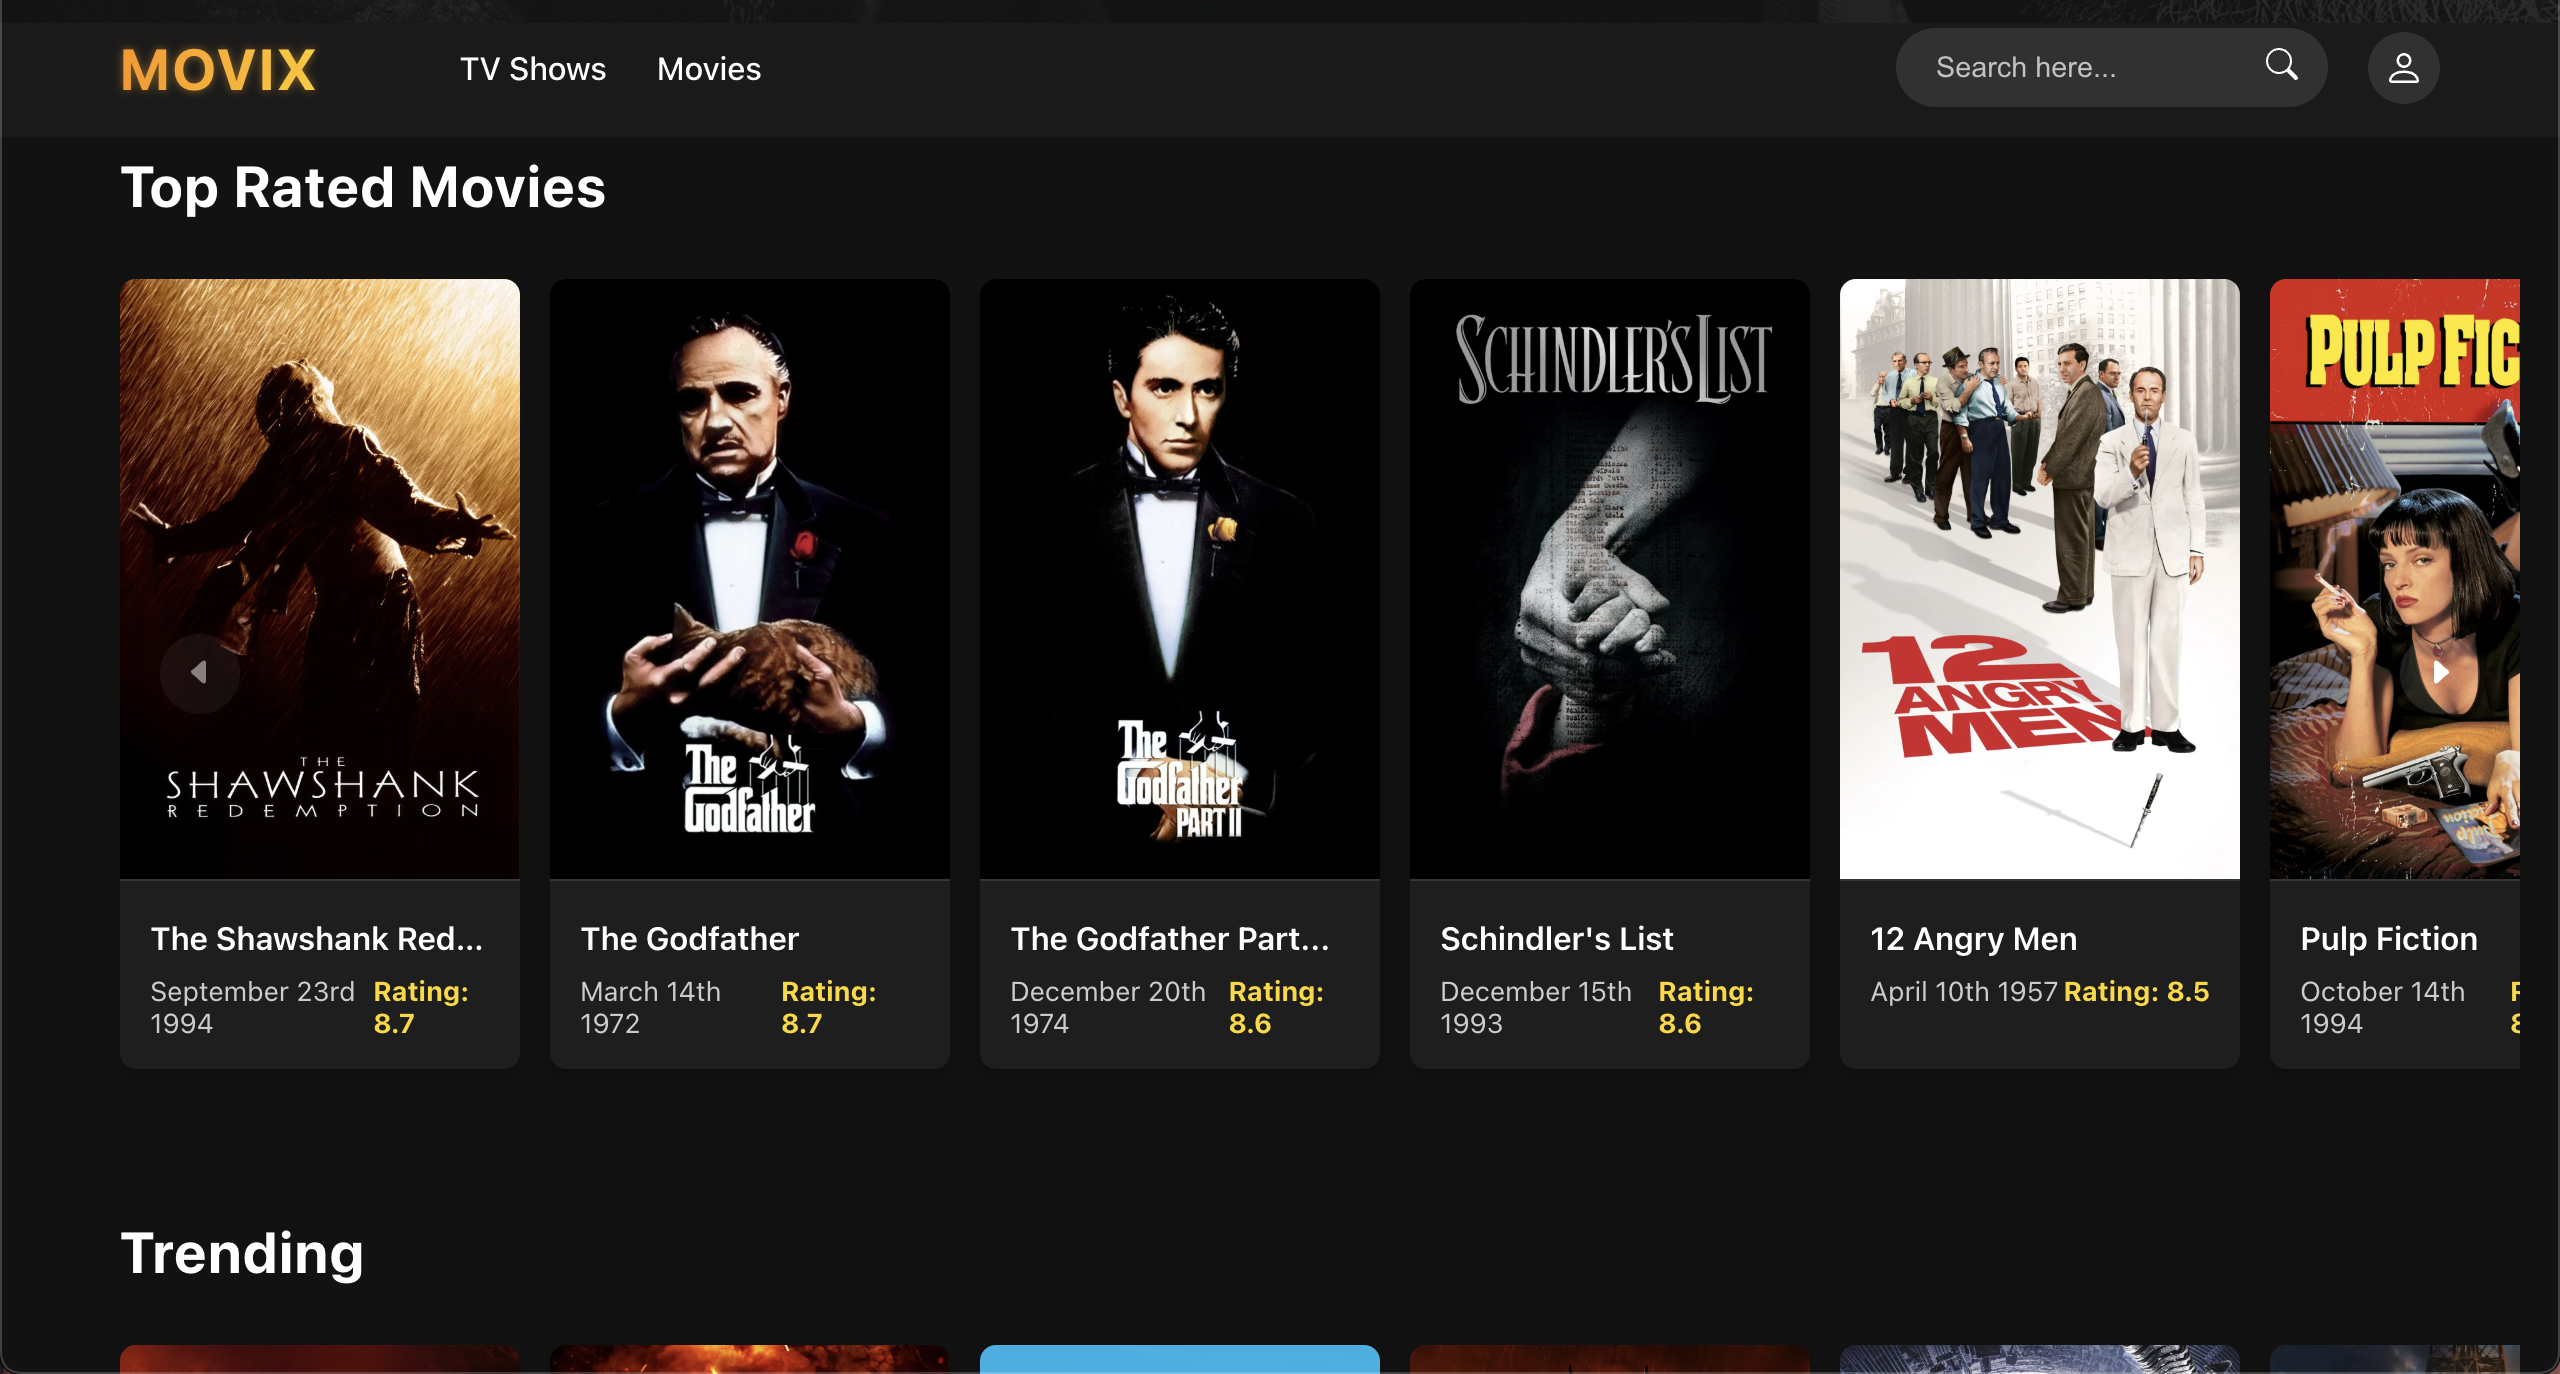 MOVIX
TV Shows
Movies
Search here...
Top Rated Movies
THE
SHAWSHANK
REDEMPTION
The
Godfather
The
Godfather
PART II
SCHINDLER'S LIST
12
ANGRY
MEN
PULP FIC
The Shawshank Red...
September 23rd
1994
Rating:
8.7
The Godfather
March 14th
1972
Rating:
8.7
The Godfather Part...
December 20th
1974
Rating:
8.6
Schindler's List
December 15th
1993
Rating:
8.6
12 Angry Men
April 10th 1957
Rating: 8.5
Pulp Fiction
October 14th
1994
Trending